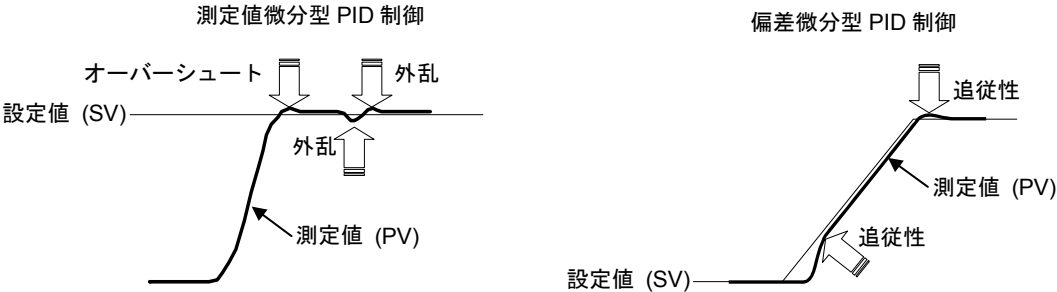 測定値微分型 PID 制御
オーバーシュート
外乱
設定値 (SV)
外乱
測定値 (PV)
偏差微分型 PID 制御
追従性
測定値 (PV)
追従性
設定値 (SV)